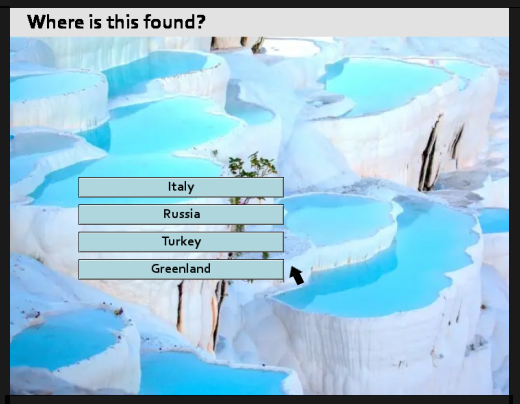 Where is this found?
Italy
Russia
Turkey
Greenland